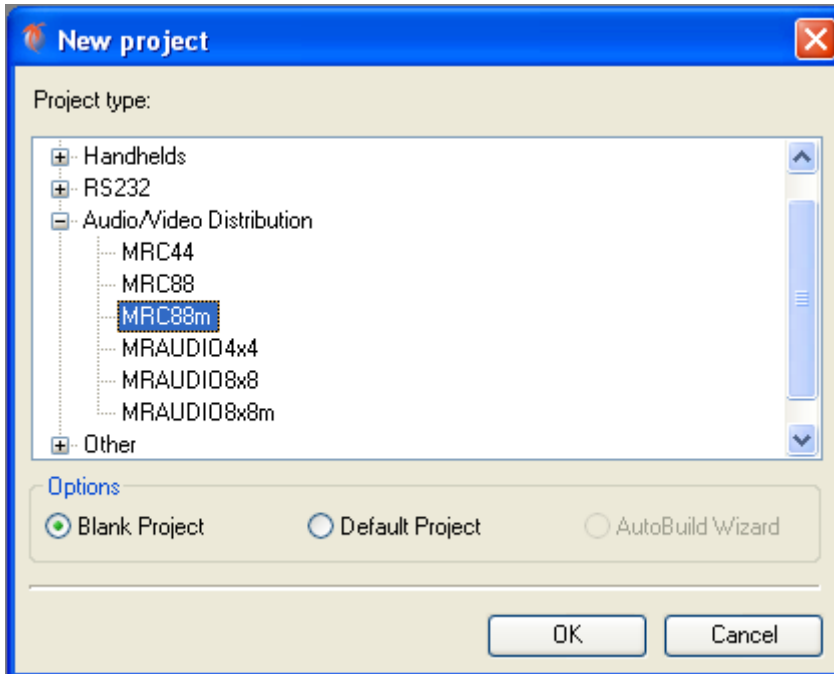 New project
Project type:
Handhelds
RS232
Audio/Video Distribution
MRC44
MRC88
MRC88m
MRAUDIO4x4
MRAUDIO8x8
MRAUDIO8x8m
Other
Options
Blank Project Default Project AutoBuild Wizard
OK Cancel